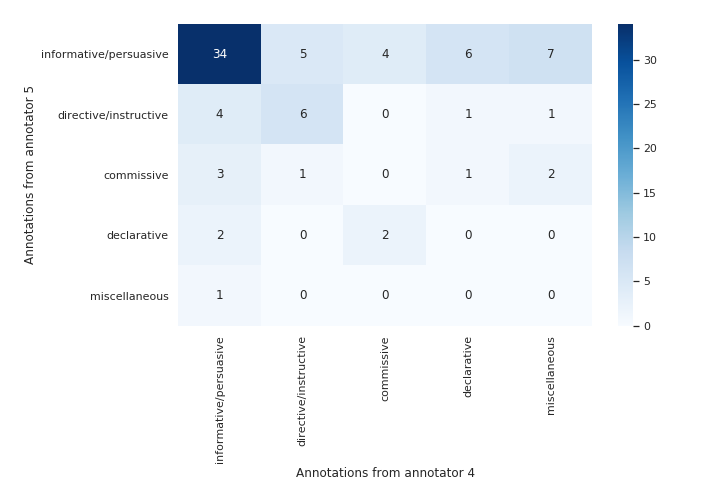 informative/persuasive 34 5 4 6 7
directive/instructive 4 6 0 1 1
commissive 3 1 0 1 2
declarative 2 0 2 0 0
miscellaneous 1 0 0 0 0
Annotations from annotator 5
informative/persuasive
directive/instructive
commissive
declarative
miscellaneous
Annotations from annotator 4
30
25
20
15
10
5
0